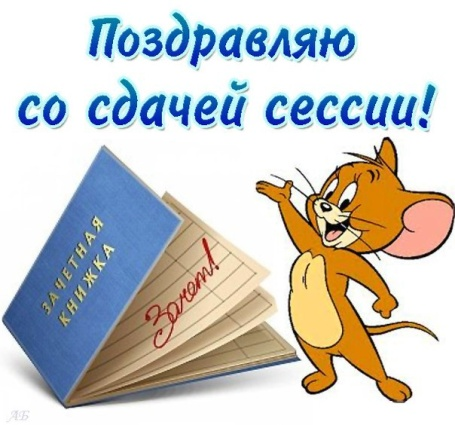 Поздравляю
со сдачей сессии!
ЗАЧЕТНАЯ
КНИЖКА
Зачет!
АБ